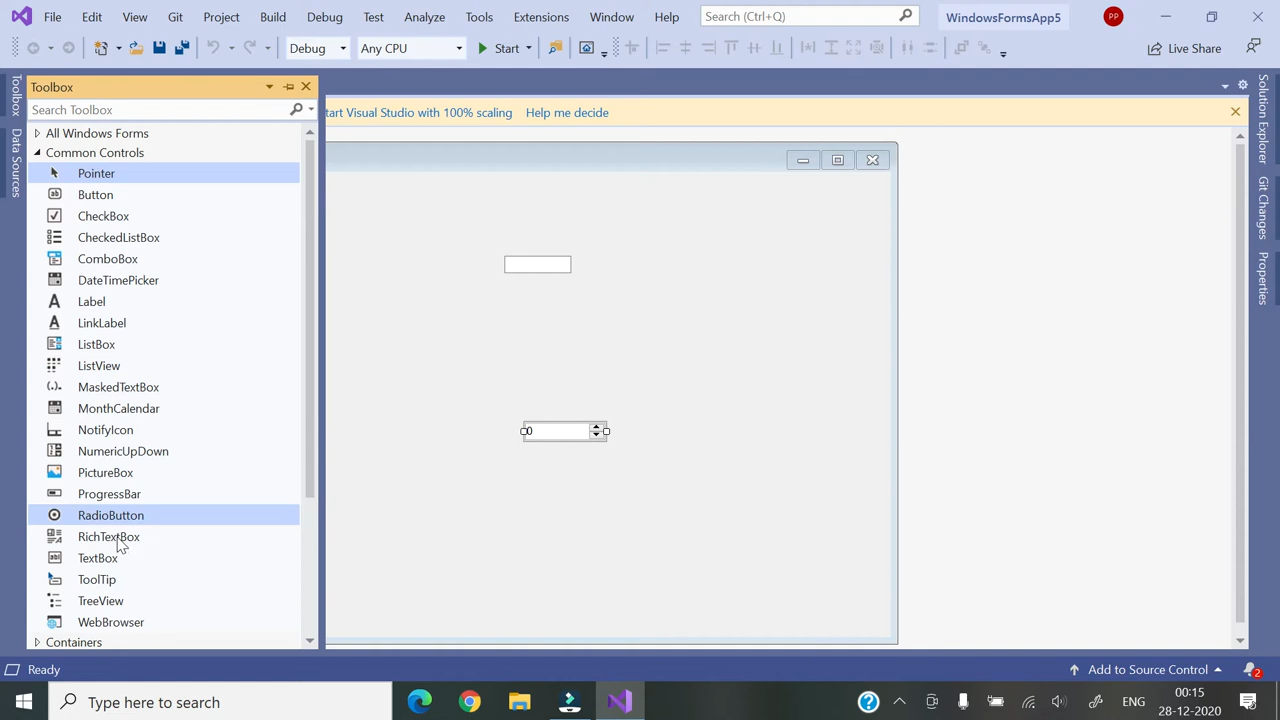 File Edit View Git Project Build Debug Test Analyze Tools Extensions Window Help Search (Ctrl+Q) WindowsFormsApp5 PP
Debug Any CPU Start Live Share
Toolbox
Search Toolbox
tart Visual Studio with 100% scaling Help me decide
All Windows Forms
Common Controls
Pointer
Button
CheckBox
CheckedListBox
ComboBox
DateTimePicker
Label
LinkLabel
ListBox
ListView
MaskedTextBox
MonthCalendar
NotifyIcon
NumericUpDown
PictureBox
ProgressBar
RadioButton
RichTextBox
TextBox
ToolTip
TreeView
WebBrowser
Containers
0
Toolbox
Data Sources
Solution Explorer
Git Changes
Properties
Ready Add to Source Control 2
Type here to search ENG 00:15
28-12-2020